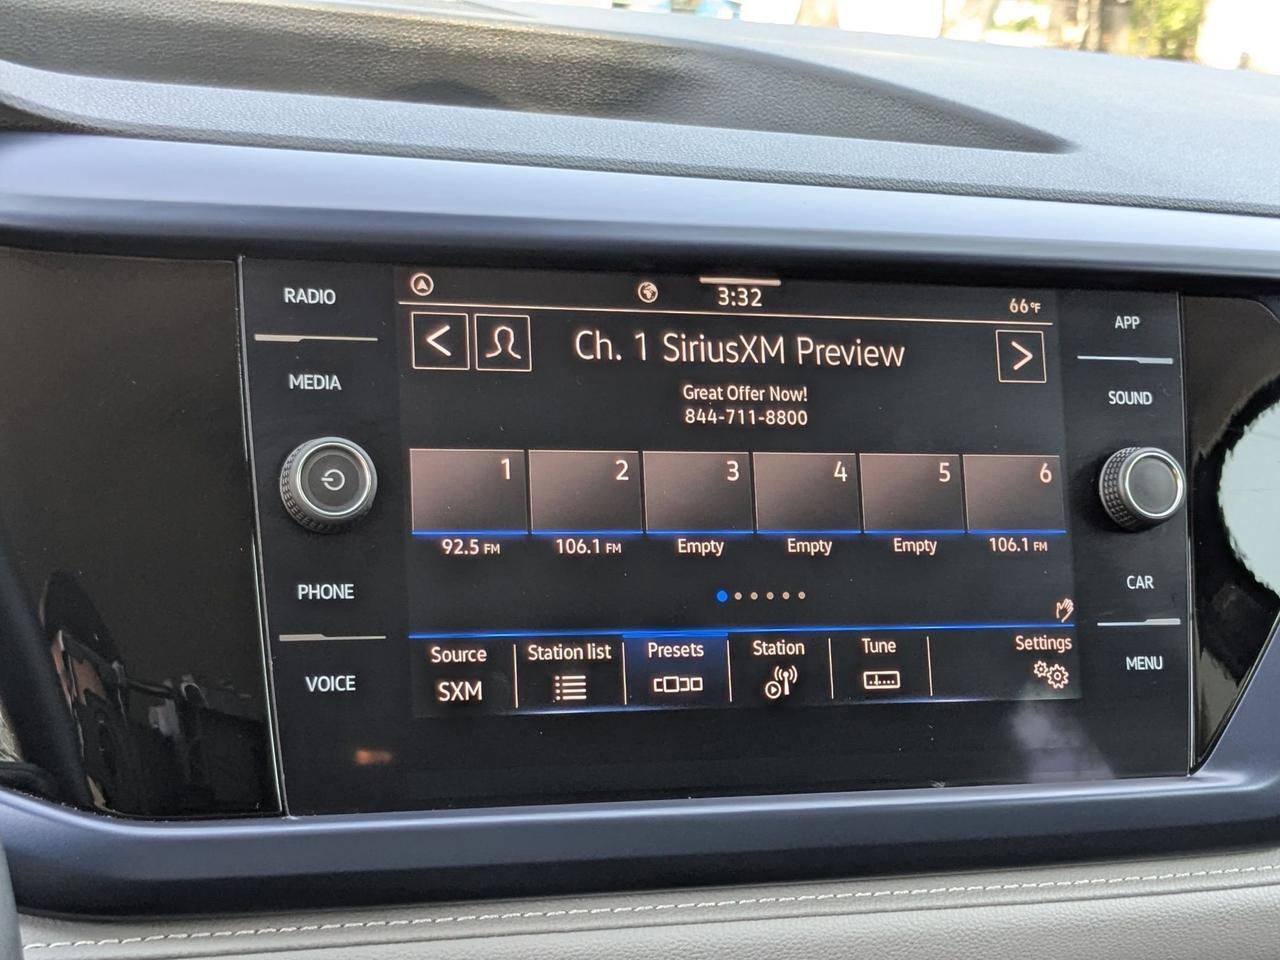 RADIO
MEDIA
PHONE
VOICE
3:32
66°F
<
Ch. 1 SiriusXM Preview
>
Great Offer Now!
844-711-8800
1 2 3 4 5 6
92.5 FM 106.1 FM Empty Empty Empty 106.1 FM
Source Station list Presets Station Tune Settings
SXM
APP
SOUND
CAR
MENU